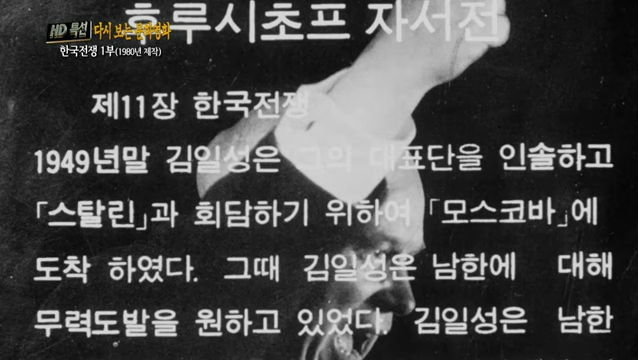 HD 특선 다시 보는 문화영화
한국전쟁 1부(1980년 제작)
후루시초프 자서전
제11장 한국전쟁
1949년말 김일성은 그의 대표단을 인솔하고
「스탈린」과 회담하기 위하여 「모스코바」에
도착 하였다. 그때 김일성은 남한에 대해
무력도발을 원하고 있었다. 김일성은 남한